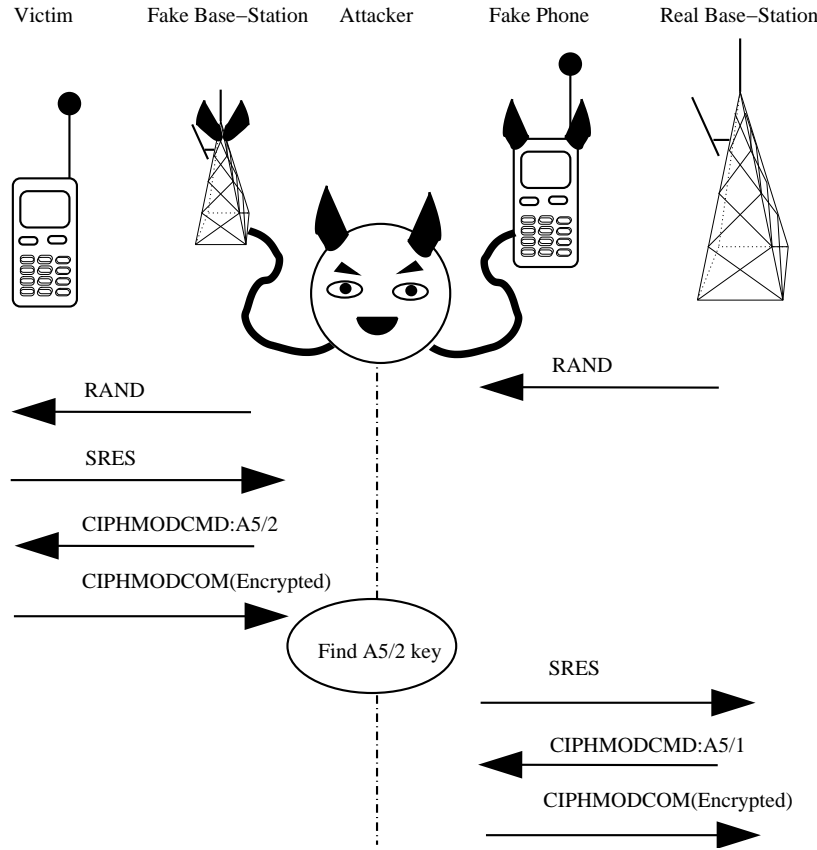 Victim
Fake Base−Station
Attacker
Fake Phone
Real Base−Station
RAND
RAND
SRES
CIPHMODCMD:A5/2
CIPHMODCOM(Encrypted)
Find A5/2 key
SRES
CIPHMODCMD:A5/1
CIPHMODCOM(Encrypted)